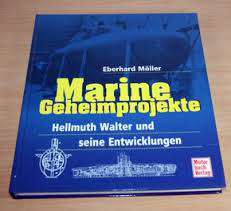 Eberhard Möller
Marine
Geheimprojekte
Hellmuth Walter und
seine Entwicklungen
Motor
buch
Verlag